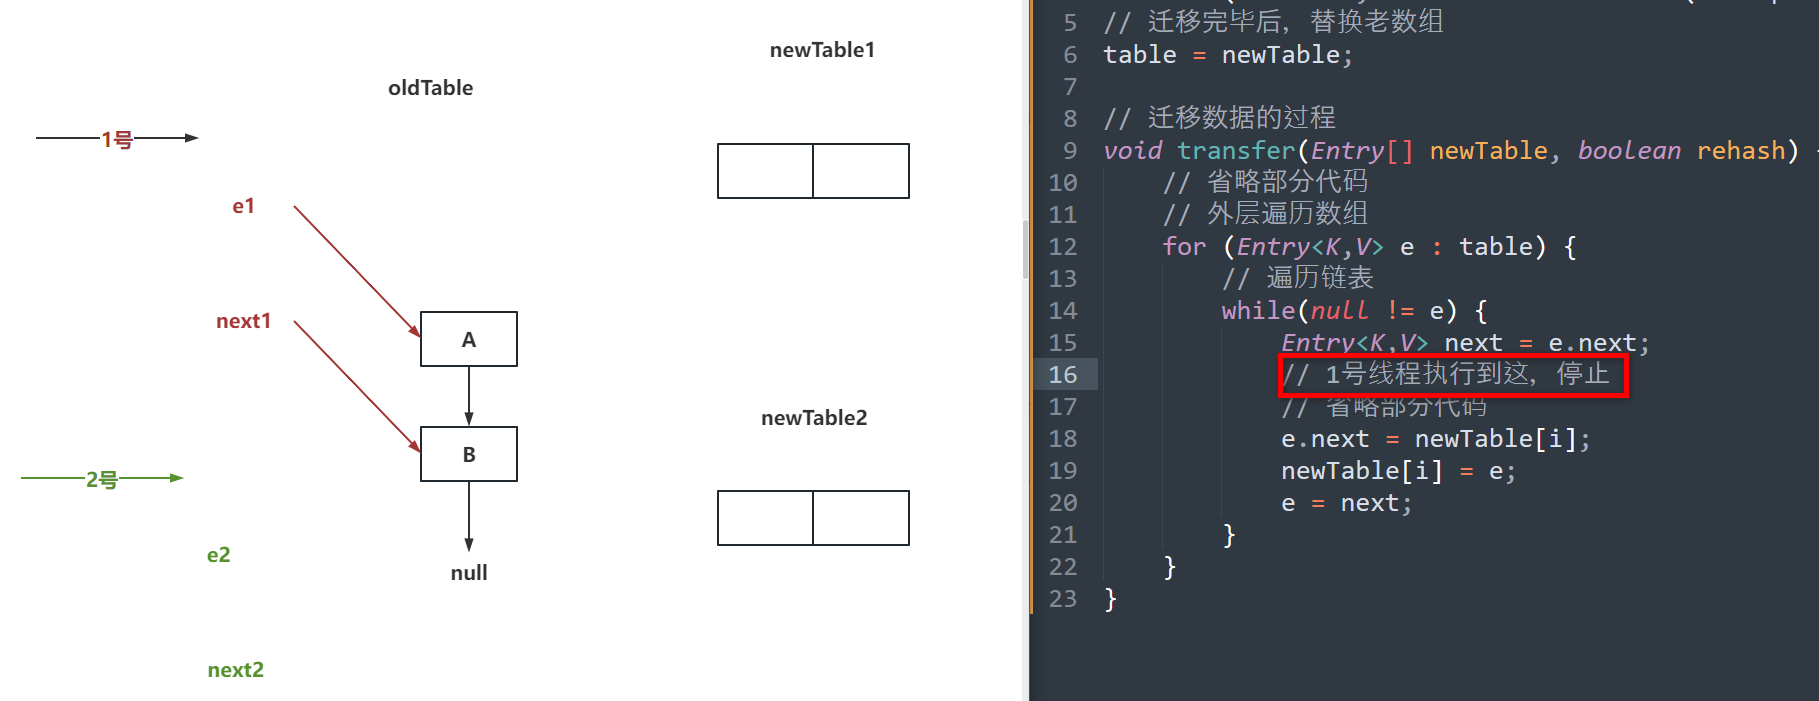 newTable1
oldTable
1号
e1
next1
A
B
newTable2
2号
e2
null
next2
5 // 迁移完毕后, 替换老数组
6 table = newTable;
7
8 // 迁移数据的过程
9 void transfer(Entry[] newTable, boolean rehash)
10 // 省略部分代码
11 // 外层遍历数组
12 for (Entry<K,V> e : table) {
13 // 遍历链表
14 while(null != e) {
15 Entry<K,V> next = e.next;
16 // 1号线程执行到这, 停止
17 // 省略部分代码
18 e.next = newTable[i];
19 newTable[i] = e;
20 e = next;
21 }
22 }
23 }